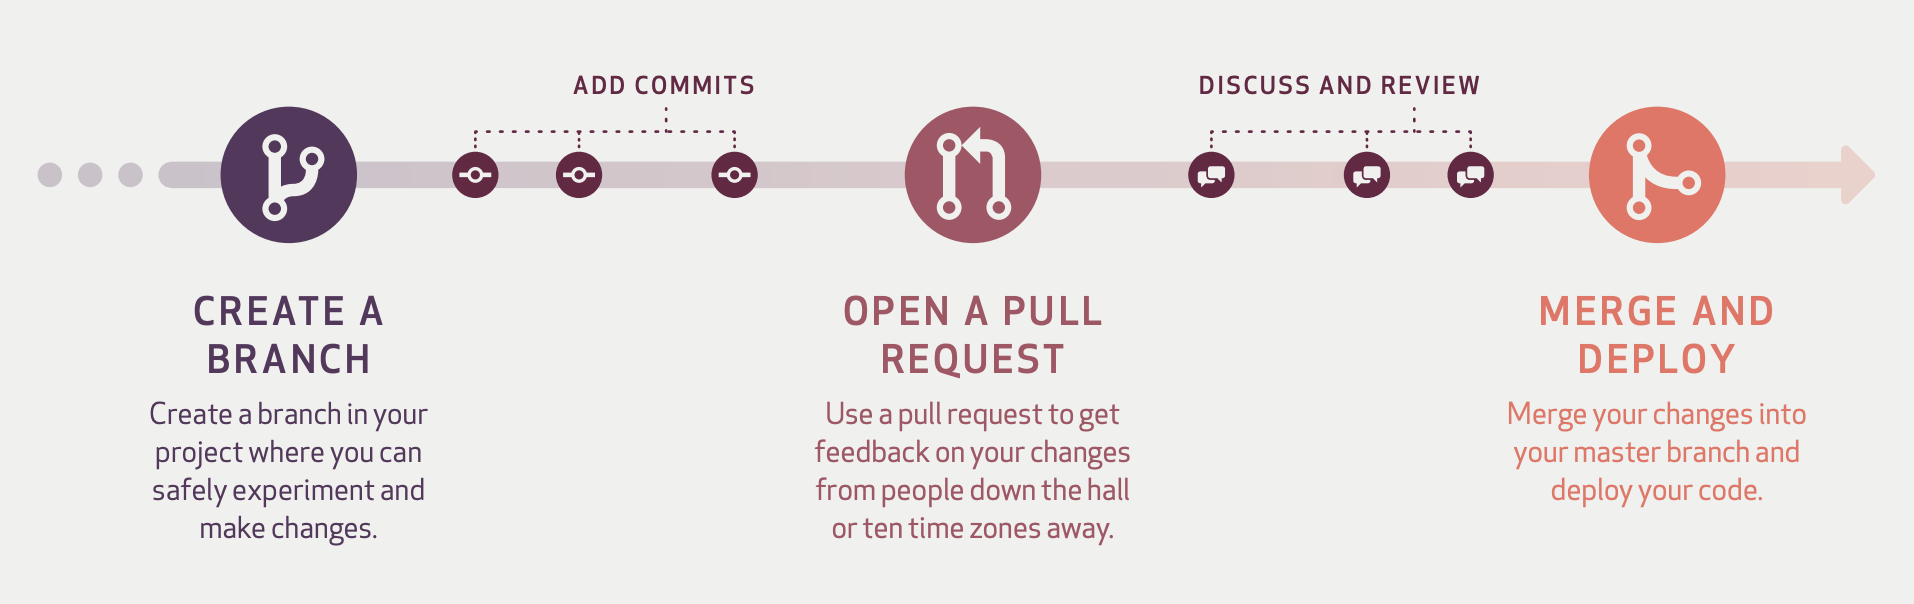 ADD COMMITS
DISCUSS AND REVIEW
CREATE A
BRANCH
Create a branch in your
project where you can
safely experiment and
make changes.
OPEN A PULL
REQUEST
Use a pull request to get
feedback on your changes
from people down the hall
or ten time zones away.
MERGE AND
DEPLOY
Merge your changes into
your master branch and
deploy your code.